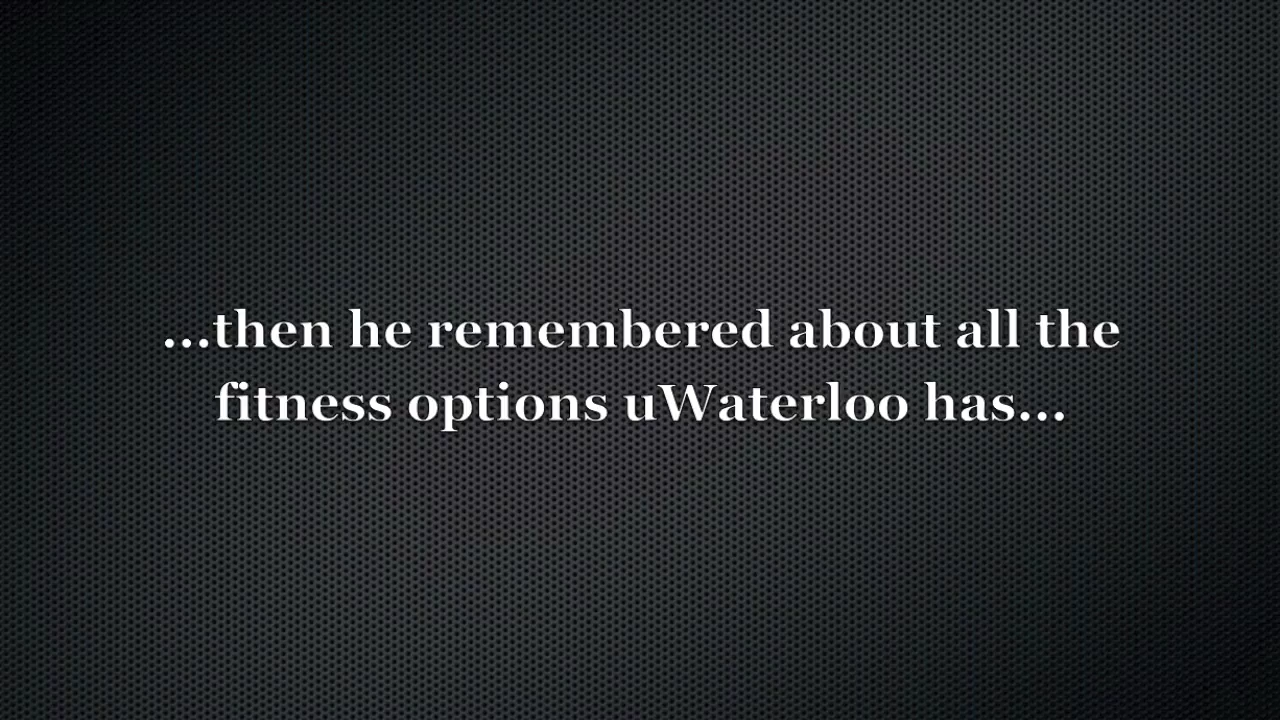 ...then he remembered about all the
fitness options uWaterloo has...